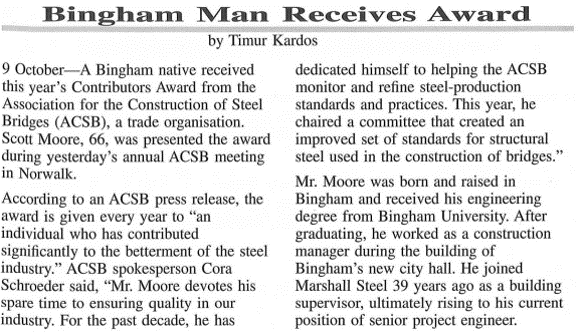 Bingham Man Receives Award
by Timur Kardos
9 October—A Bingham native received
this year's Contributors Award from the
Association for the Construction of Steel
Bridges (ACSB), a trade organisation.
Scott Moore, 66, was presented the award
during yesterday's annual ACSB meeting
in Norwalk.
According to an ACSB press release, the
award is given every year to “an
individual who has contributed
significantly to the betterment of the steel
industry.” ACSB spokesperson Cora
Schroeder said, “Mr. Moore devotes his
spare time to ensuring quality in our
industry. For the past decade, he has
dedicated himself to helping the ACSB
monitor and refine steel-production
standards and practices. This year, he
chaired a committee that created an
improved set of standards for structural
steel used in the construction of bridges.”
Mr. Moore was born and raised in
Bingham and received his engineering
degree from Bingham University. After
graduating, he worked as a construction
manager during the building of
Bingham's new city hall. He joined
Marshall Steel 39 years ago as a building
supervisor, ultimately rising to his current
position of senior project engineer.